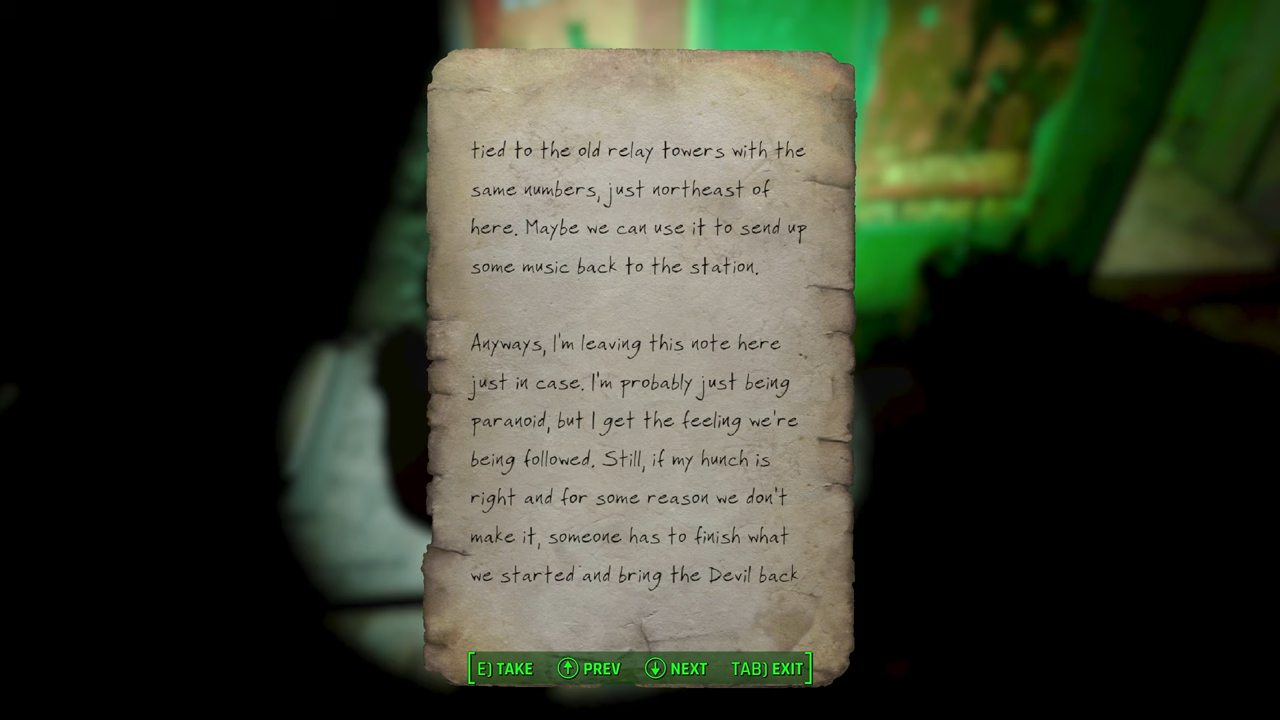 tied to the old relay towers with the
same numbers, just northeast of
here. Maybe we can use it to send up
some music back to the station.
Anyways, I'm leaving this note here
just in case. I'm probably just being
paranoid, but I get the feeling we're
being followed. Still, if my hunch is
right and for some reason we don't
make it, someone has to finish what
we started and bring the Devil back
E) TAKE PREV NEXT TAB) EXIT